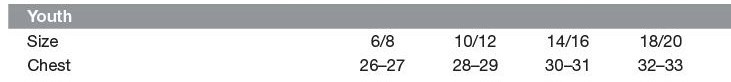 Youth
Size 6/8 10/12 14/16 18/20
Chest 26–27 28–29 30–31 32–33